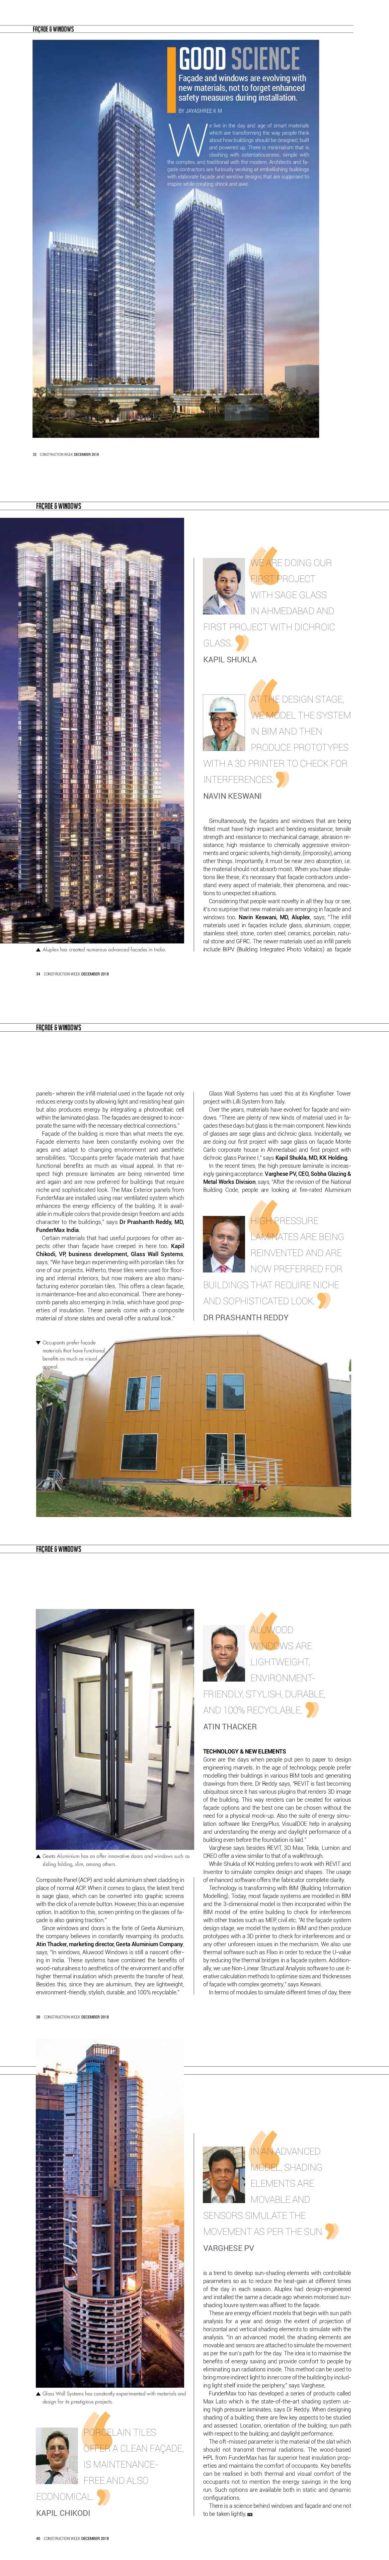 FAÇADE & WINDOWS
GOOD SCIENCE
Façade and windows are evolving with
new materials, not to forget enhanced
safety measures during installation.
BY JAYASHREE K M
We live in the day and age of smart materials
which are transforming the way people think
about how buildings should be designed, built
and powered up. There is minimalism that is
clashing with ostentatiousness, simple with
the complex, and traditional with the modern. Architects and fa-
çade contractors are furiously working at embellishing buildings
with elaborate façade and window designs that are supposed to
inspire while creating shock and awe.
32 CONSTRUCTION WEEK DECEMBER 2018
FAÇADE & WINDOWS
WE ARE DOING OUR
FIRST PROJECT
WITH SAGE GLASS
IN AHMEDABAD AND
FIRST PROJECT WITH DICHROIC
GLASS.
KAPIL SHUKLA
AT THE DESIGN STAGE,
WE MODEL THE SYSTEM
IN BIM AND THEN
PRODUCE PROTOTYPES
WITH A 3D PRINTER TO CHECK FOR
INTERFERENCES.
NAVIN KESWANI
Simultaneously, the façades and windows that are being
fitted must have high impact and bending resistance, tensile
strength and resistance to mechanical damage, abrasion re-
sistance, high resistance to chemically aggressive environ-
ments and organic solvents high density, (imporosity), among
other things. Importantly, it must be near zero absorption, i.e.
the material should not absorb moist. When you have stipula-
tions like these, it's necessary that façade contractors under-
stand every aspect of materials, their phenomena, and reac-
tions to unexpected situations.
Considering that people want novelty in all they buy or see,
it's no surprise that new materials are emerging in façade and
windows too. Navin Keswani, MD, Aluplex, says, "The infill
materials used in façades include glass, aluminium, copper,
stainless steel, stone, corten steel, ceramics, porcelain, natu-
ral stone and GFRC. The newer materials used as infill panels
include BIPV (Building Integrated Photo Voltaics) as façade
Aluplex has created numerous advanced facades in India.
34 CONSTRUCTION WEEK DECEMBER 2018
FAÇADE & WINDOWS
panels- wherein the infill material used in the façade not only
reduces energy costs by allowing light and resisting heat gain,
but also produces energy by integrating a photovoltaic cell
within the laminated glass. The façades are designed to incor-
porate the same with the necessary electrical connections."
Façade of the building is more than what meets the eye.
Façade elements have been constantly evolving over the
ages and adapt to changing environment and aesthetic
sensibilities. "Occupants prefer façade materials that have
functional benefits as much as visual appeal. In that re-
spect high pressure laminates are being reinvented time
and again and are preferred for buildings that require
niche and sophisticated look. The Max Exterior panels from
FunderMax are installed using rear ventilated system which
enhances the energy efficiency of the building. It is avail-
able in multiple colours that gives design freedom and adds
character to the buildings," says Dr Prashanth Reddy, MD,
FunderMax India.
Certain materials that had useful purposes for other as-
pects than façade have creeped in here too. Kapil
Chikodi, VP, business development, Glass Wall Systems,
says, "We have begun experimenting with porcelain tiles for
one of our projects. Hitherto, these tiles were used for floor-
ing and internal interiors, but now makers are also manu-
facturing exterior porcelain tiles. This offers a clean façade,
is maintenance-free and also economical. There are honey-
comb panels also emerging in India, which have good prop-
erties of insulation. These panels come with a composite
material of stone slates and overall offer a natural look."
Glass Wall Systems has used this at its Kingfisher Tower
project with Lilli System from Italy.
Over the years, materials have evolved for façade and win-
dows. "There are plenty of new kinds of material used in fa-
cades these days but glass is the main component. New kinds
of glasses are sage glass and dichroic glass. Incidentally, we
are doing our first project with sage glass on façade Monte
Carlo corporate house in Ahmedabad and first project with
dichroic glass Parinee I," says Kapil Shukla, MD, KK Holding.
In the recent times, the high pressure laminate is increas-
ingly gaining acceptance. Varghese PV, CEO, Sobha Glazing &
Metal Works Division, says, "After the revision of the National
Building Code, people are looking at fire-rated Aluminium
HIGH PRESSURE
LAMINATES ARE BEING
REINVENTED AND ARE
NOW PREFERRED FOR
BUILDINGS THAT REQUIRE NICHE
AND SOPHISTICATED LOOK.
DR PRASHANTH REDDY
Occupants prefer façade
materials that have functional
benefits as much as visual
appeal.
FAÇADE & WINDOWS
ALUWOOD
WINDOWS ARE
LIGHTWEIGHT,
ENVIRONMENT-
FRIENDLY, STYLISH, DURABLE,
AND 100% RECYCLABLE.
ATIN THACKER
Geeta Aluminium has on offer innovative doors and windows such as
sliding folding, slim, among others.
Composite Panel (ACP) and solid aluminium sheet cladding in
place of normal ACP. When it comes to glass, the latest trend
is sage glass, which can be converted into graphic screens
with the click of a remote button. However, this is an expensive
option. In addition to this, screen printing on the glasses of fa-
çade is also gaining traction."
Since windows and doors is the forte of Geeta Aluminium,
the company believes in constantly revamping its products.
Atin Thacker, marketing director, Geeta Aluminium Company,
says, "In windows, Aluwood Windows is still a nascent offer-
ing in India. These systems have combined the benefits of
wood-naturalness to aesthetics of the environment and offer
higher thermal insulation which prevents the transfer of heat.
Besides this, since they are aluminium, they are lightweight,
environment-friendly, stylish, durable, and 100% recyclable."
TECHNOLOGY & NEW ELEMENTS
Gone are the days when people put pen to paper to design
engineering marvels. In the age of technology, people prefer
modelling their buildings in various BIM tools and generating
drawings from there. Dr Reddy says, "REVIT is fast becoming
ubiquitous since it has various plugins that renders 3D image
of the building. This way renders can be created for various
façade options and the best one can be chosen without the
need for a physical mock-up. Also the suite of energy simu-
lation software like EnergyPlus, VisualDOE is help in aiming
and understanding the energy and daylight performance of a
building even before the foundation is laid."
Varghese says besides REVIT, 3D Max, Tekla, Lumion and
CREO offer a view similar to that of a walkthrough.
While Shukla of KK Holding prefers to work with REVIT and
Inventor to simulate complex design and shapes. The usage
of enhanced software offers the fabricator complete clarity.
Technology is transforming with BIM (Building Information
Modelling). Today, most façade systems are modelled in BIM
and the 3-dimensional model is then incorporated within the
BIM model of the entire building to check for interferences
with other trades such as MEP, civil etc. "At the façade system
design stage, we model the system in BIM and then produce
prototypes with a 3D printer to check for interferences and or
any other unforeseen issues in the mechanism. We also use
thermal software such as Flixo in order to reduce the U-value
by reducing the thermal bridges in a façade system. Addition-
ally, we use Non-Linear Structural Analysis software to use it-
erative calculation methods to optimise sizes and thicknesses
of façade with complex geometry," says Keswani.
In terms of modules to simulate different times of day, there
38 CONSTRUCTION WEEK DECEMBER 2018
IN AN ADVANCED
MODEL, SHADING
ELEMENTS ARE
MOVABLE AND
SENSORS SIMULATE THE
MOVEMENT AS PER THE SUN.
VARGHESE PV
Glass Wall Systems has constantly experimented with materials and
design for its prestigious projects.
PORCELAIN TILES
OFFER A CLEAN FAÇADE,
IS MAINTENANCE-
FREE AND ALSO
ECONOMICAL.
KAPIL CHIKODI
is a trend to develop sun-shading elements with controllable
parameters so as to reduce the heat-gain at different times
of the day in each season. Aluplex had design-engineered
and installed the same a decade ago wherein motorised sun-
shading louvre system was affixed to the façade.
These are energy efficient models that begin with sun path
analysis for a year and design the extent of projection of
horizontal and vertical shading elements to simulate with the
analysis. "In an advanced model, the shading elements are
movable and sensors are attached to simulate the movement
as per the sun's path for the day. The idea is to maximise the
benefits of energy saving and provide comfort to people by
eliminating sun radiations inside. This method can be used to
bring more indirect light to inner core of the building by includ-
ing light shelf inside the periphery," says Varghese.
FunderMax too has developed a series of products called
Max Lato which is the state-of-the-art shading system us-
ing high pressure laminates, says Dr Reddy. When designing
shading of a building, there are few key aspects to be studied
and assessed: Location, orientation of the building; sun path
with respect to the building; and daylight performance.
The oft-missed parameter is the material of the slat which
should not transmit thermal radiations. The wood-based
HPL from FunderMax has far superior heat insulation prop-
erties and maintains the comfort of occupants. Key benefits
can be realised in both thermal and visual comfort of the
occupants not to mention the energy savings in the long
run. Such options are available both in static and dynamic
configurations.
There is a science behind windows and façade and one not
to be taken lightly.
40 CONSTRUCTION WEEK DECEMBER 2018